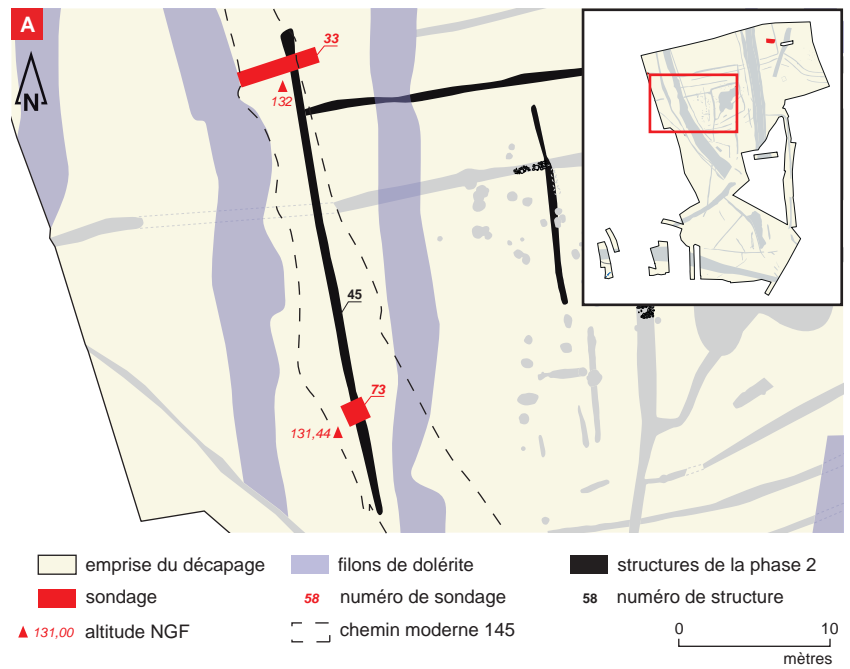 A
N
33
132
45
73
131,44
emprise du décapage
filons de dolérite
structures de la phase 2
sondage
58 numéro de sondage
58 numéro de structure
131,00 altitude NGF
chemin moderne 145
0 10
mètres